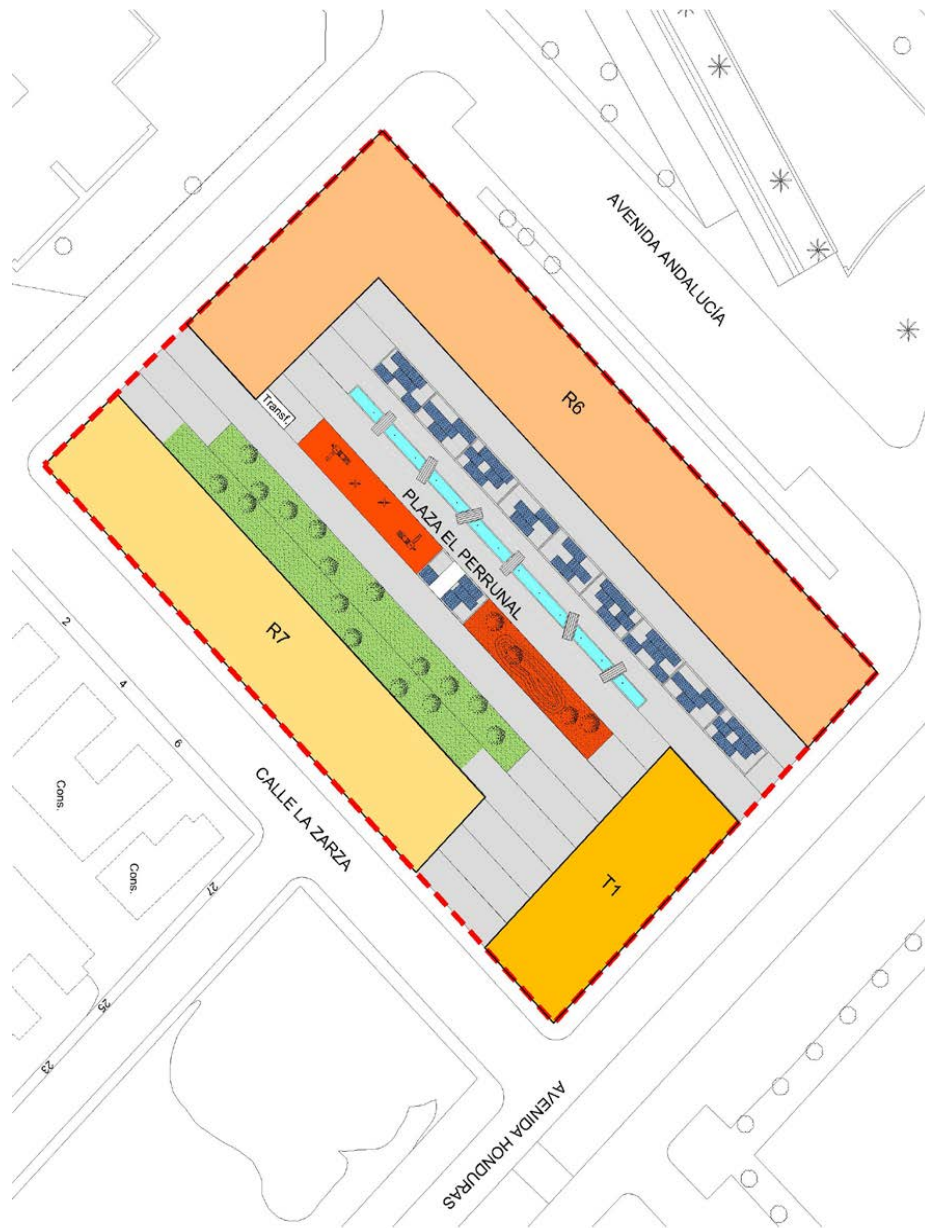 AVENIDA ANDALUCÍA
R6
Transf.
PLAZA EL PERRUNAL
R7
2
4
6
CALLE LA ZARZA
Cons.
Cons.
27
T1
25
23
AVENIDA HONDURAS